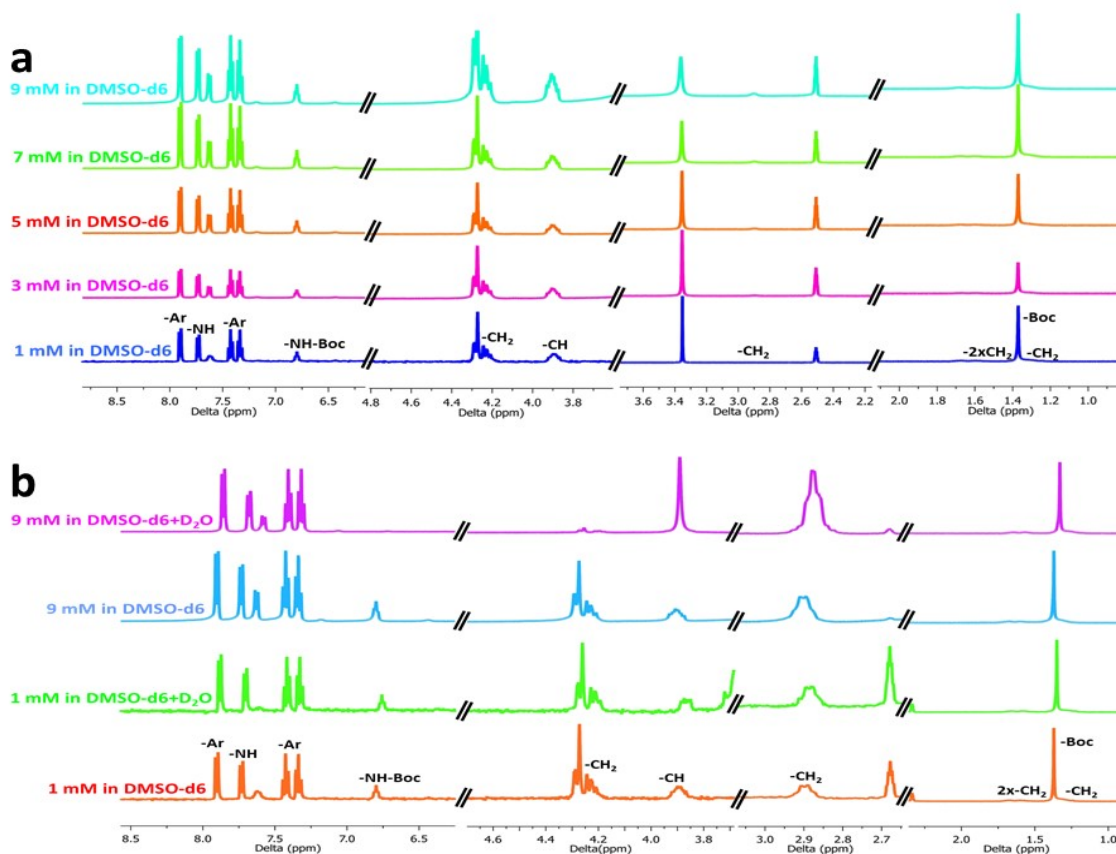 a
9 mM in DMSO-d6
7 mM in DMSO-d6
5 mM in DMSO-d6
3 mM in DMSO-d6
-Ar
-NH
-Ar
-NH-Boc
-CH2
-CH
-CH2
-Boc
-2xCH2
-CH2
1 mM in DMSO-d6
8.5 8.0 7.5 7.0 6.5 4.8 4.4 4.2 4.0 3.8 3.6 3.4 3.2 3.0 2.8 2.6 2.4 2.2 2.0 1.8 1.6 1.4 1.2 1.0
Delta (ppm) Delta (ppm) Delta (ppm) Delta (ppm)
b
9 mM in DMSO-d6+D2O
9 mM in DMSO-d6
1 mM in DMSO-d6+D2O
-Ar
-NH
-Ar
-NH-Boc
-CH2
-CH
-CH2
-Boc
2x-CH2
-CH2
1 mM in DMSO-d6
8.5 8.0 7.5 7.0 6.5 4.6 4.4 4.2 4.0 3.8 3.0 2.9 2.8 2.7 2.0 1.5 1.0
Delta (ppm) Delta(ppm) Delta (ppm) Delta (ppm)